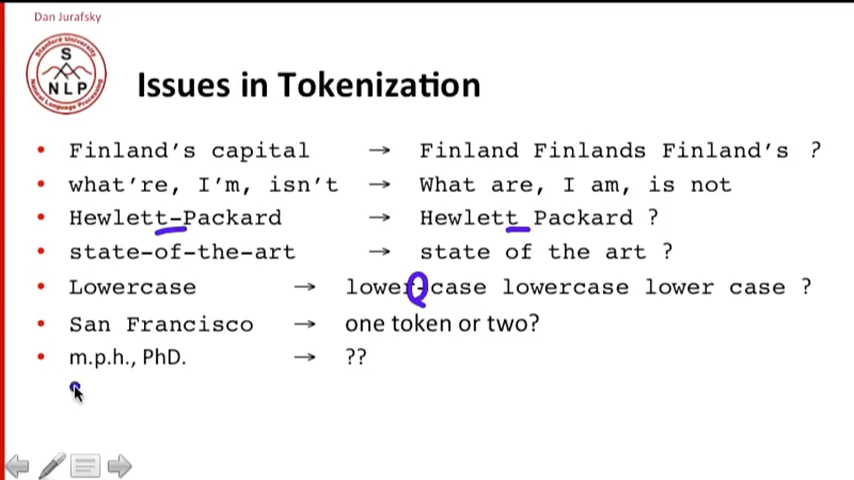 Dan Jurafsky
Stanford University
S
NLP
Natural Language Processing
Issues in Tokenization
• Finland's capital → Finland Finlands Finland's ?
• what're, I'm, isn't → What are, I am, is not
• Hewlett-Packard → Hewlett Packard ?
• state-of-the-art → state of the art ?
• Lowercase → lower-case lowercase lower case ?
• San Francisco → one token or two?
• m.p.h., PhD. → ??